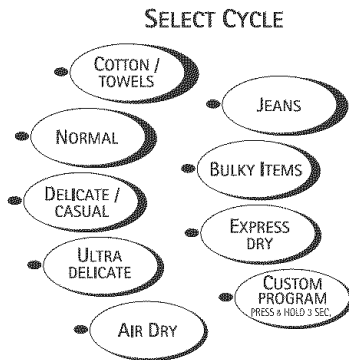 SELECT CYCLE
COTTON /
TOWELS
NORMAL
DELICATE /
CASUAL
ULTRA
DELICATE
AIR DRY
JEANS
BULKY ITEMS
EXPRESS
DRY
CUSTOM
PROGRAM
PRESS & HOLD 3 SEC.